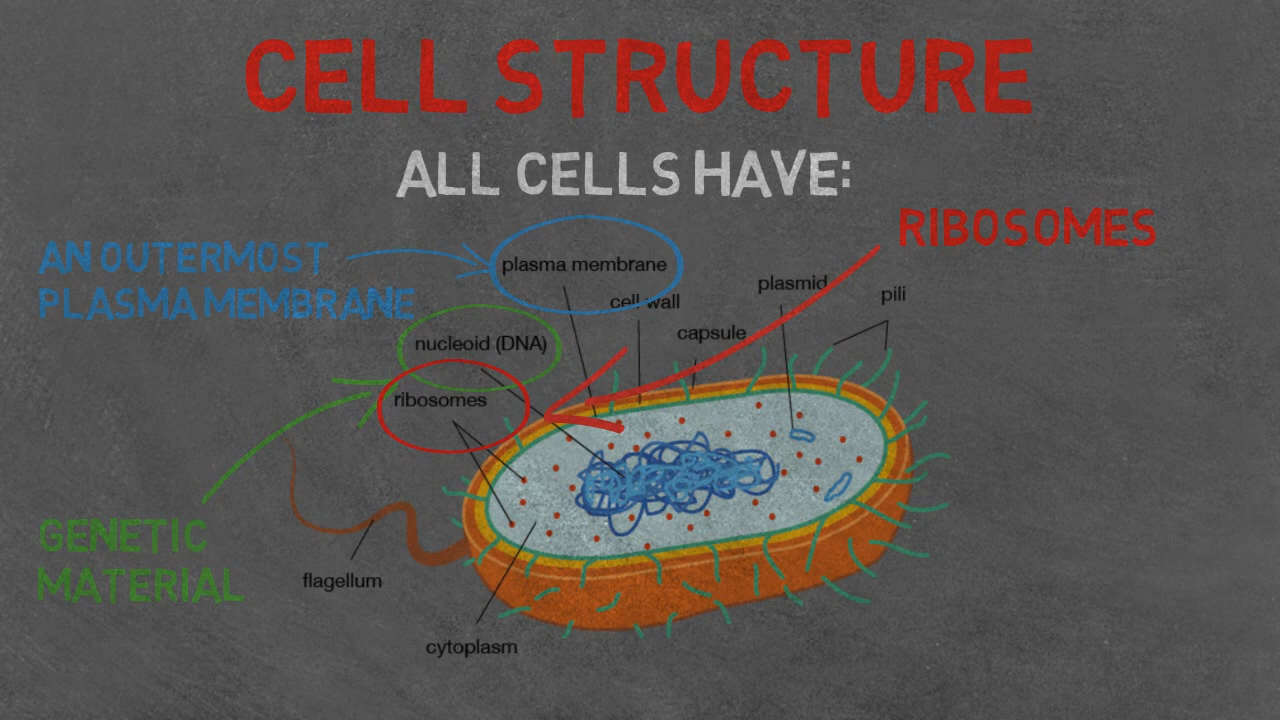 CELL STRUCTURE
ALL CELLS HAVE:
RIBOSOMES
AN OUTERMOST
PLASMA MEMBRANE
plasma membrane
cell wall
plasmid
pili
capsule
nucleoid (DNA)
ribosomes
GENETIC
MATERIAL
flagellum
cytoplasm